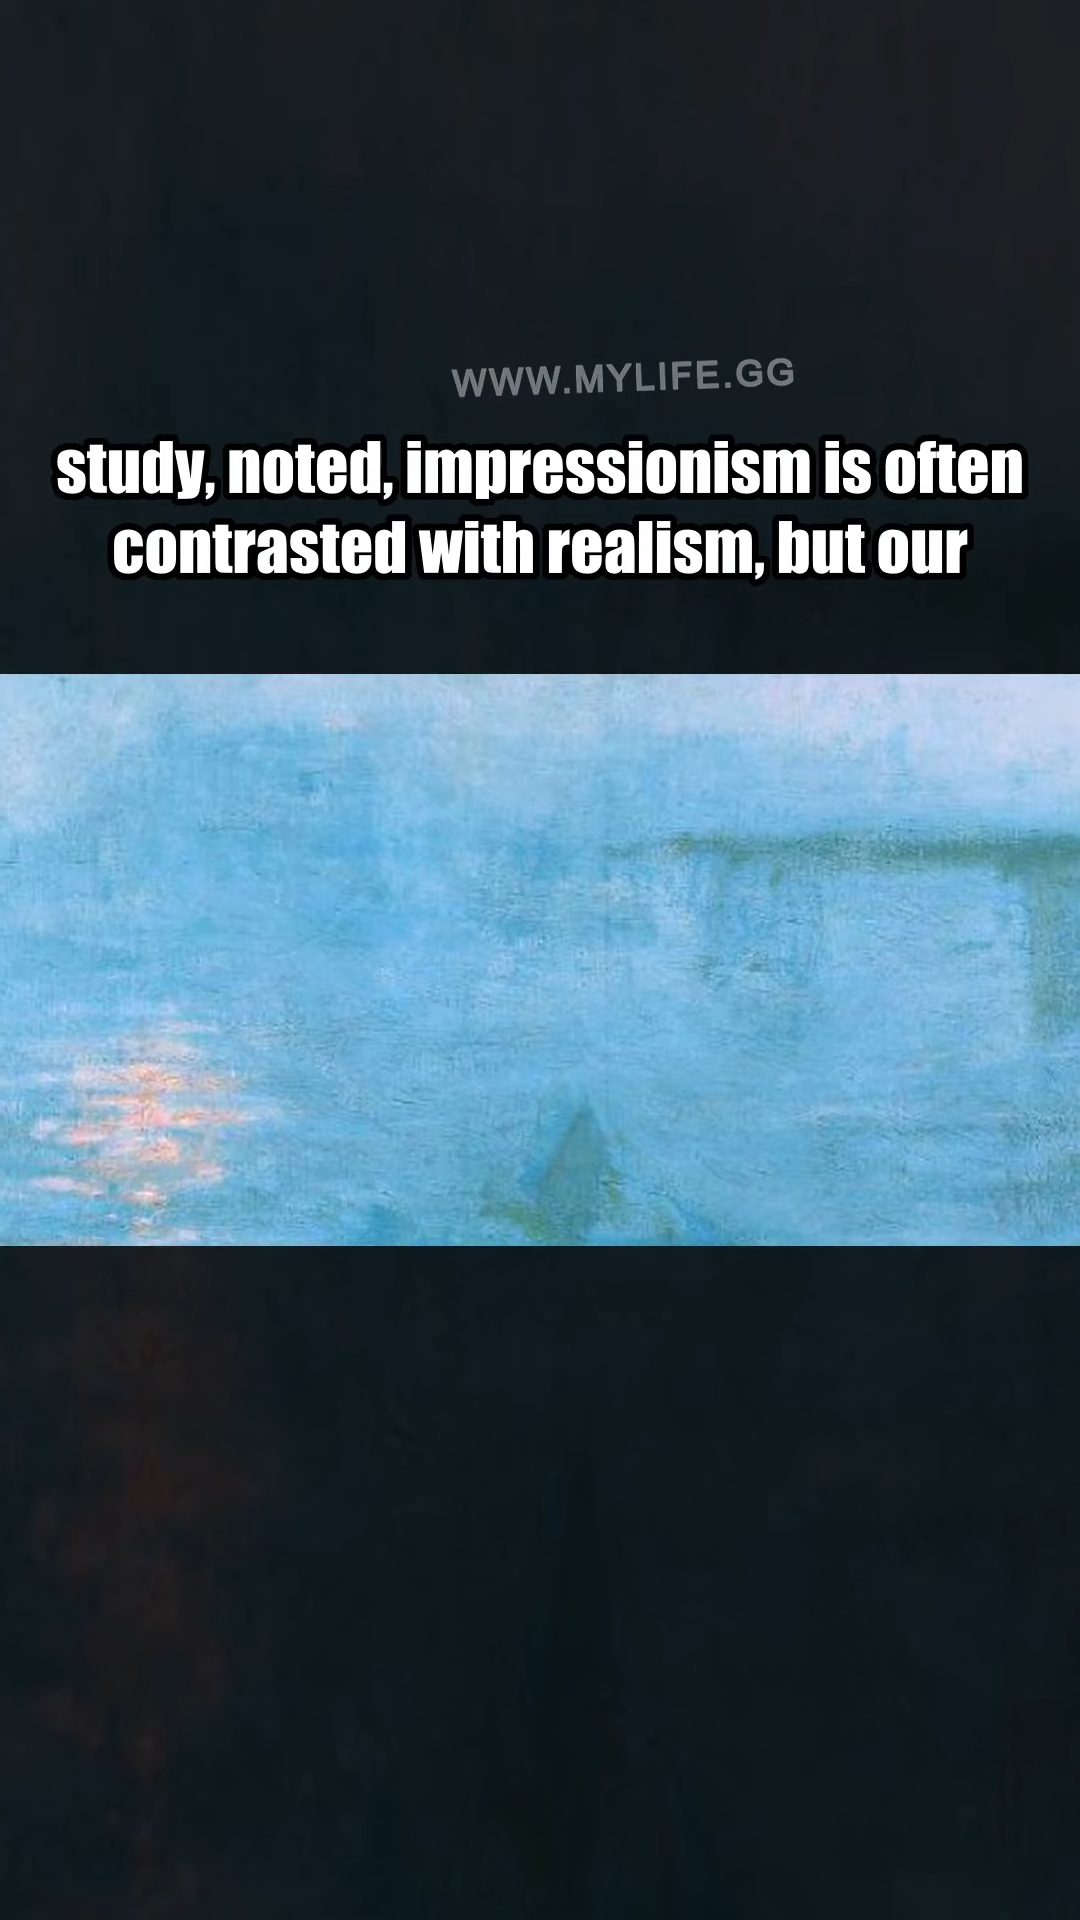 WWW.MYLIFE.GG
study, noted, impressionism is often
contrasted with realism, but our